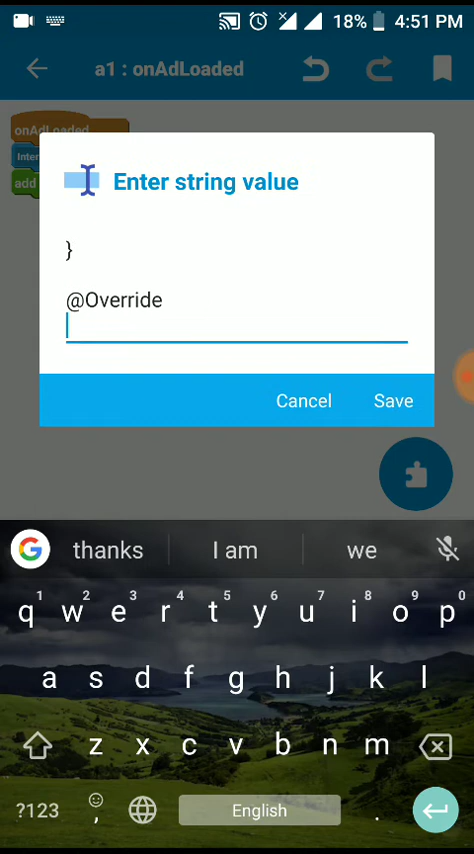 18% 4:51 PM
a1 : onAdLoaded
onAdLoaded
Inter
add
Enter string value
}
@Override
Cancel Save
G thanks I am we
1 2 3 4 5 6 7 8 9 0
q w e r t y u i o p
a s d f g h j k l
z x c v b n m
?123 , English .